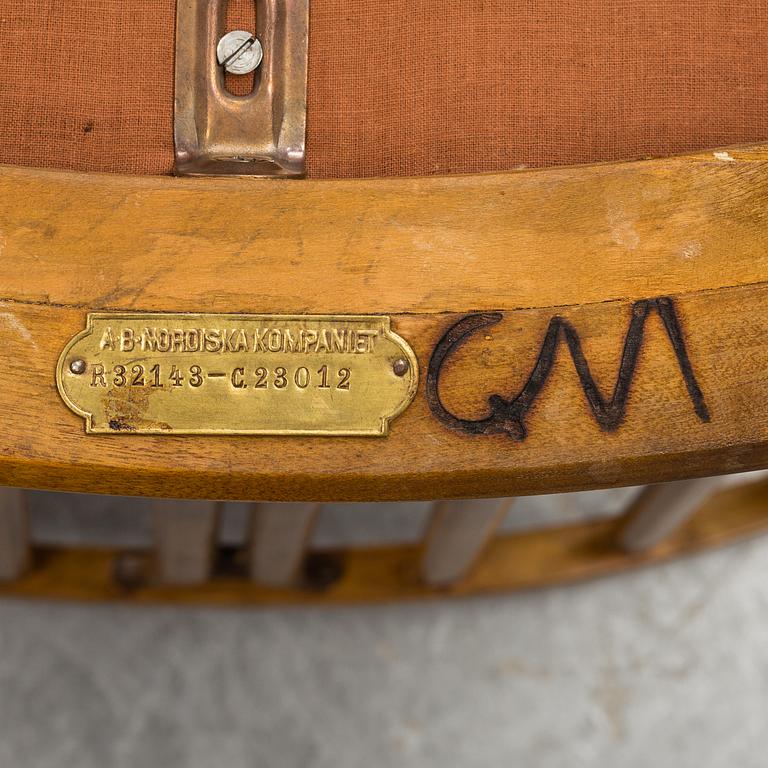 A·B·NORDISKA KOMPANIET
R32143-C.23012
GM